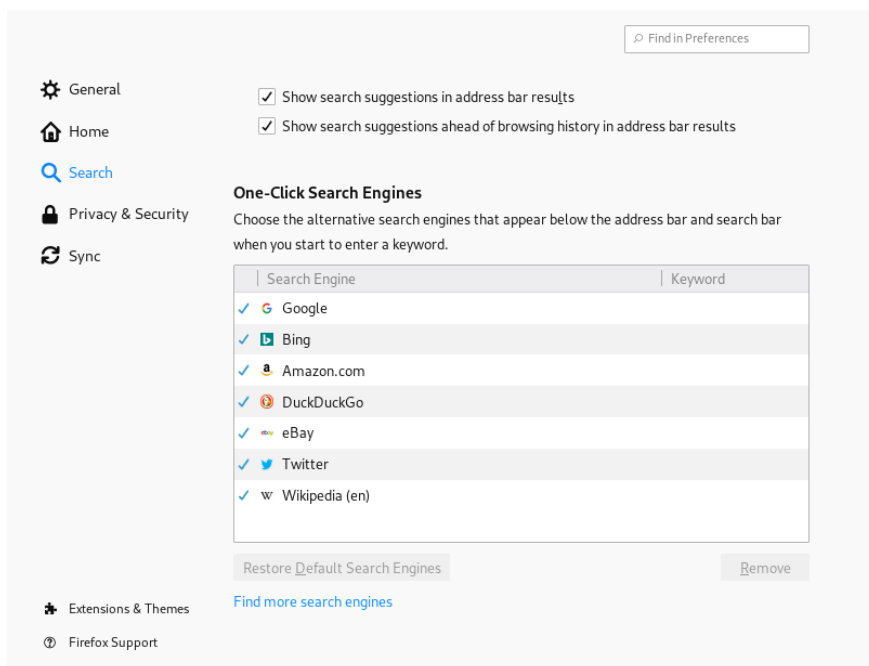 Find in Preferences
General
Home
Search
Privacy & Security
Sync
Show search suggestions in address bar results
Show search suggestions ahead of browsing history in address bar results
One-Click Search Engines
Choose the alternative search engines that appear below the address bar and search bar
when you start to enter a keyword.
Search Engine Keyword
Google
Bing
Amazon.com
DuckDuckGo
eBay
Twitter
Wikipedia (en)
Restore Default Search Engines Remove
Find more search engines
Extensions & Themes
Firefox Support